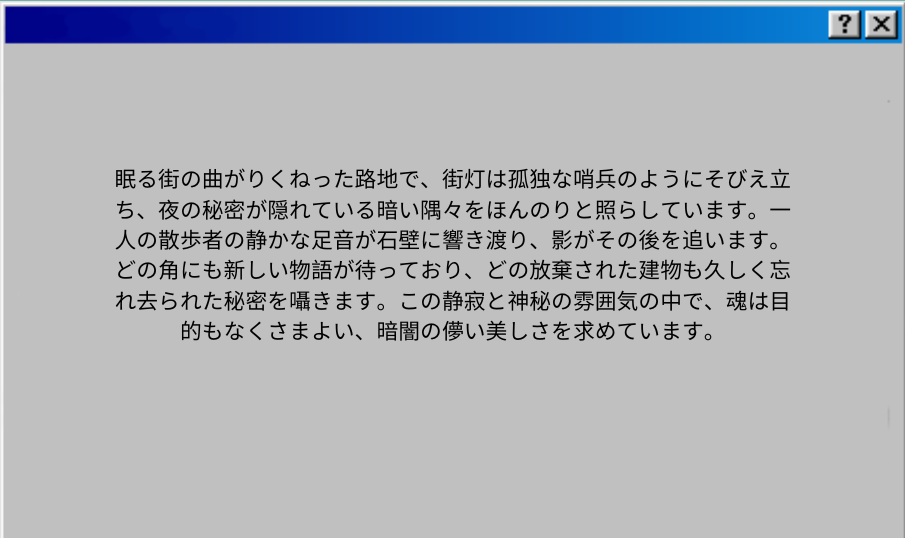 眠る街の曲がりくねった路地で、街灯は孤独な哨兵のようにそびえ立
ち、夜の秘密が隠れている暗い隅々をほんのりと照らしています。一
人の散歩者の静かな足音が石壁に響き渡り、影がその後を追います。
どの角にも新しい物語が待っており、どの放棄された建物も久しく忘
れ去られた秘密を囁きます。この静寂と神秘の雰囲気の中で、魂は目
的もなくさまよい、暗闇の儚い美しさを求めています。